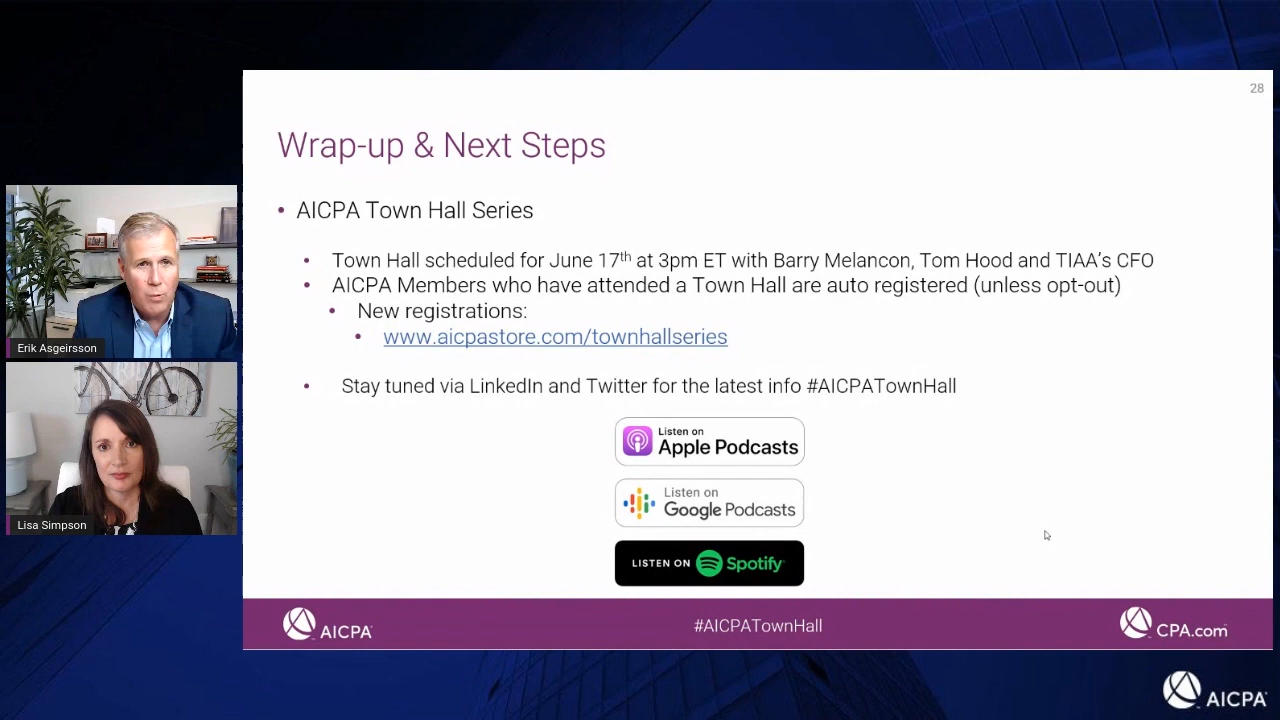 28
Wrap-up & Next Steps
• AICPA Town Hall Series
• Town Hall scheduled for June 17th at 3pm ET with Barry Melancon, Tom Hood and TIAA's CFO
• AICPA Members who have attended a Town Hall are auto registered (unless opt-out)
• New registrations:
• www.aicpastore.com/townhallseries
• Stay tuned via LinkedIn and Twitter for the latest info #AICPATownHall
Listen on
Apple Podcasts
Listen on
Google Podcasts
LISTEN ON Spotify
AICPA
#AICPATownHall
CPA.com
Erik Asgeirsson
Lisa Simpson
AICPA